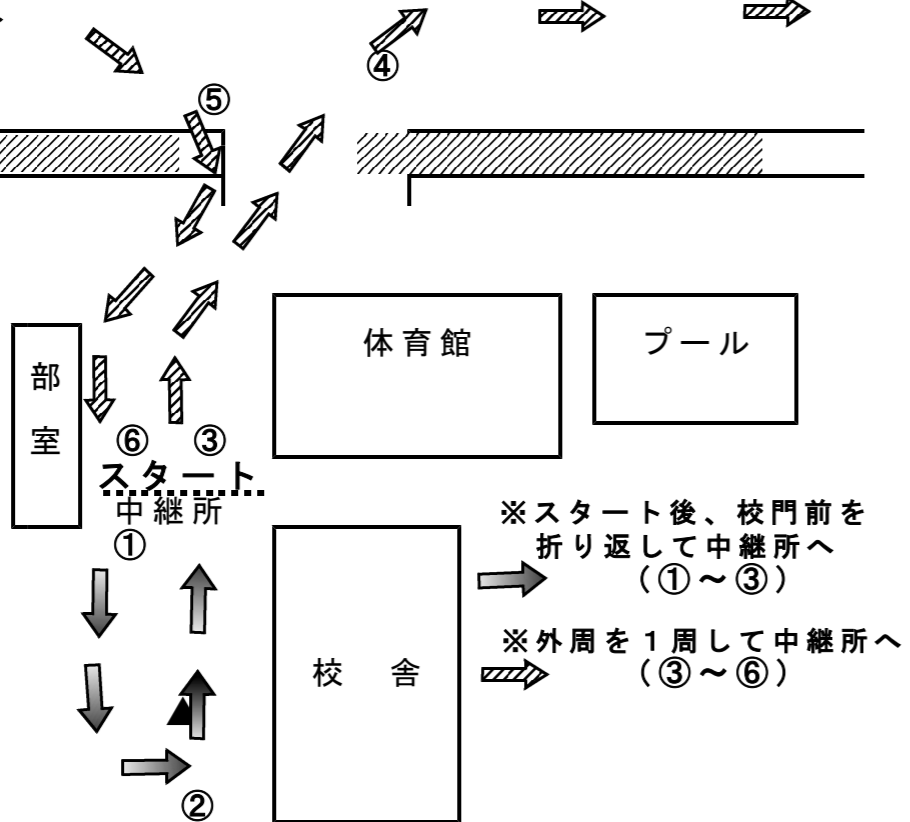 ④
⑤
体育館
プール
部
室
⑥ ③
スタート
中継所
①
※スタート後、校門前を
折り返して中継所へ
（①～③）
※外周を１周して中継所へ
（③～⑥）
校 舎
②